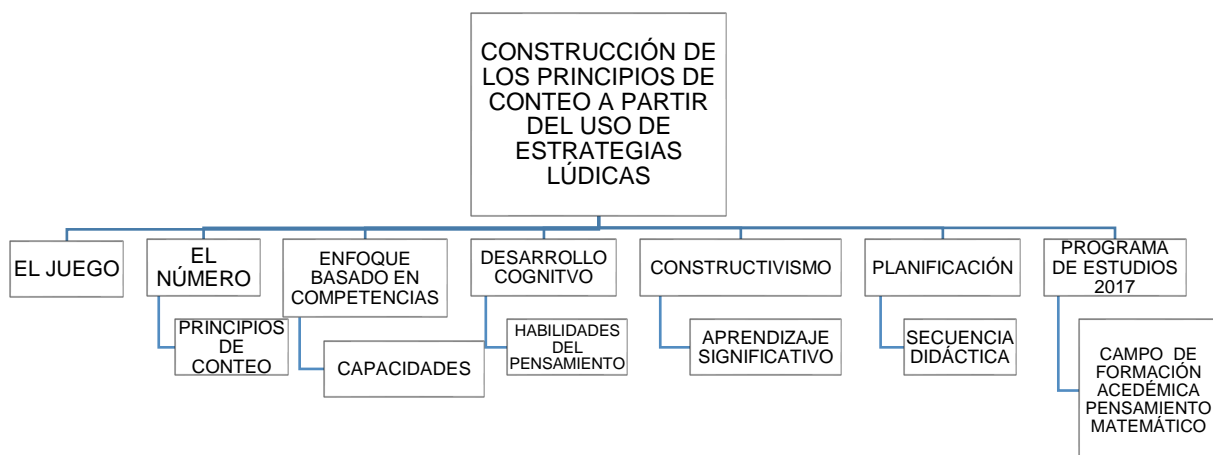 CONSTRUCCIÓN DE
LOS PRINCIPIOS DE
CONTEO A PARTIR
DEL USO DE
ESTRATEGIAS
LÚDICAS
EL JUEGO
EL
NÚMERO
PRINCIPIOS
DE
CONTEO
ENFOQUE
BASADO EN
COMPETENCIAS
CAPACIDADES
DESARROLLO
COGNITVO
HABILIDADES
DEL
PENSAMIENTO
CONSTRUCTIVISMO
APRENDIZAJE
SIGNIFICATIVO
PLANIFICACIÓN
SECUENCIA
DIDÁCTICA
PROGRAMA
DE ESTUDIOS
2017
CAMPO DE
FORMACIÓN
ACEDÉMICA
PENSAMIENTO
MATEMÁTICO